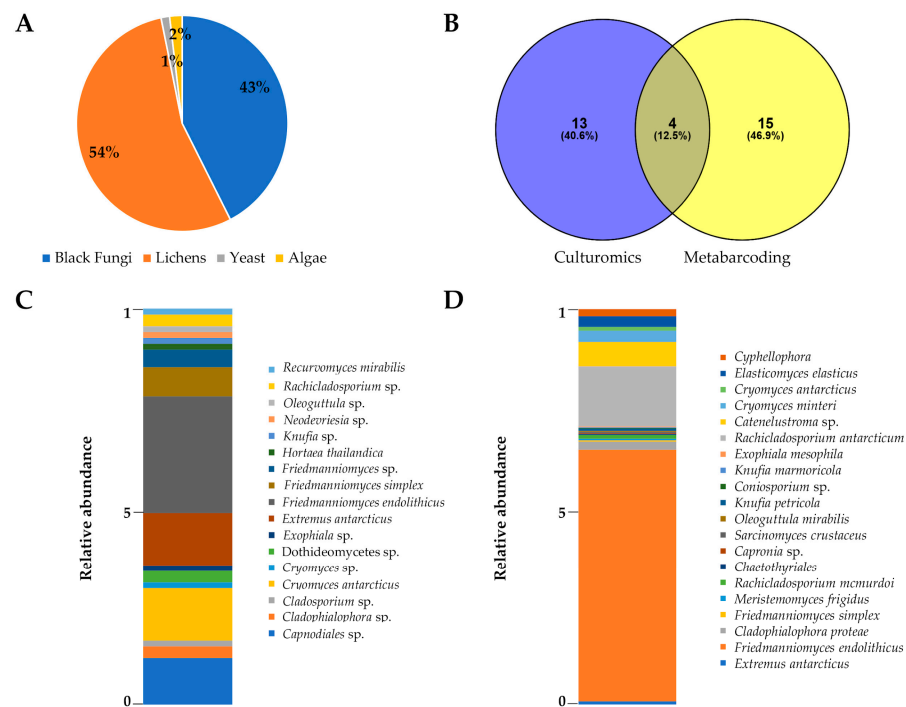 A
2%
1%
43%
54%
Black Fungi Lichens Yeast Algae
B
13
(40.6%)
4
(12.5%)
15
(46.9%)
Culturomics Metabarcoding
C
1
5
0
Relative abundance
Recurvomyces mirabilis
Rachicladosporium sp.
Oleoguttula sp.
Neodevriesia sp.
Knufia sp.
Hortaea thailandica
Friedmanniomyces sp.
Friedmanniomyces simplex
Friedmanniomyces endolithicus
Extremus antarcticus
Exophiala sp.
Dothideomycetes sp.
Cryomyces sp.
Cryomyces antarcticus
Cladosporium sp.
Cladophialophora sp.
Capnodiales sp.
D
1
5
0
Relative abundance
Cyphellophora
Elasticomyces elasticus
Cryomyces antarcticus
Cryomyces minteri
Catenelustroma sp.
Rachicladosporium antarcticum
Exophiala mesophila
Knufia marmoricola
Coniosporium sp.
Knufia petricola
Oleoguttula mirabilis
Sarcinomyces crustaceus
Capronia sp.
Chaetothyriales
Rachicladosporium mcmurdoi
Meristemomyces frigidus
Friedmanniomyces simplex
Cladophialophora proteae
Friedmanniomyces endolithicus
Extremus antarcticus